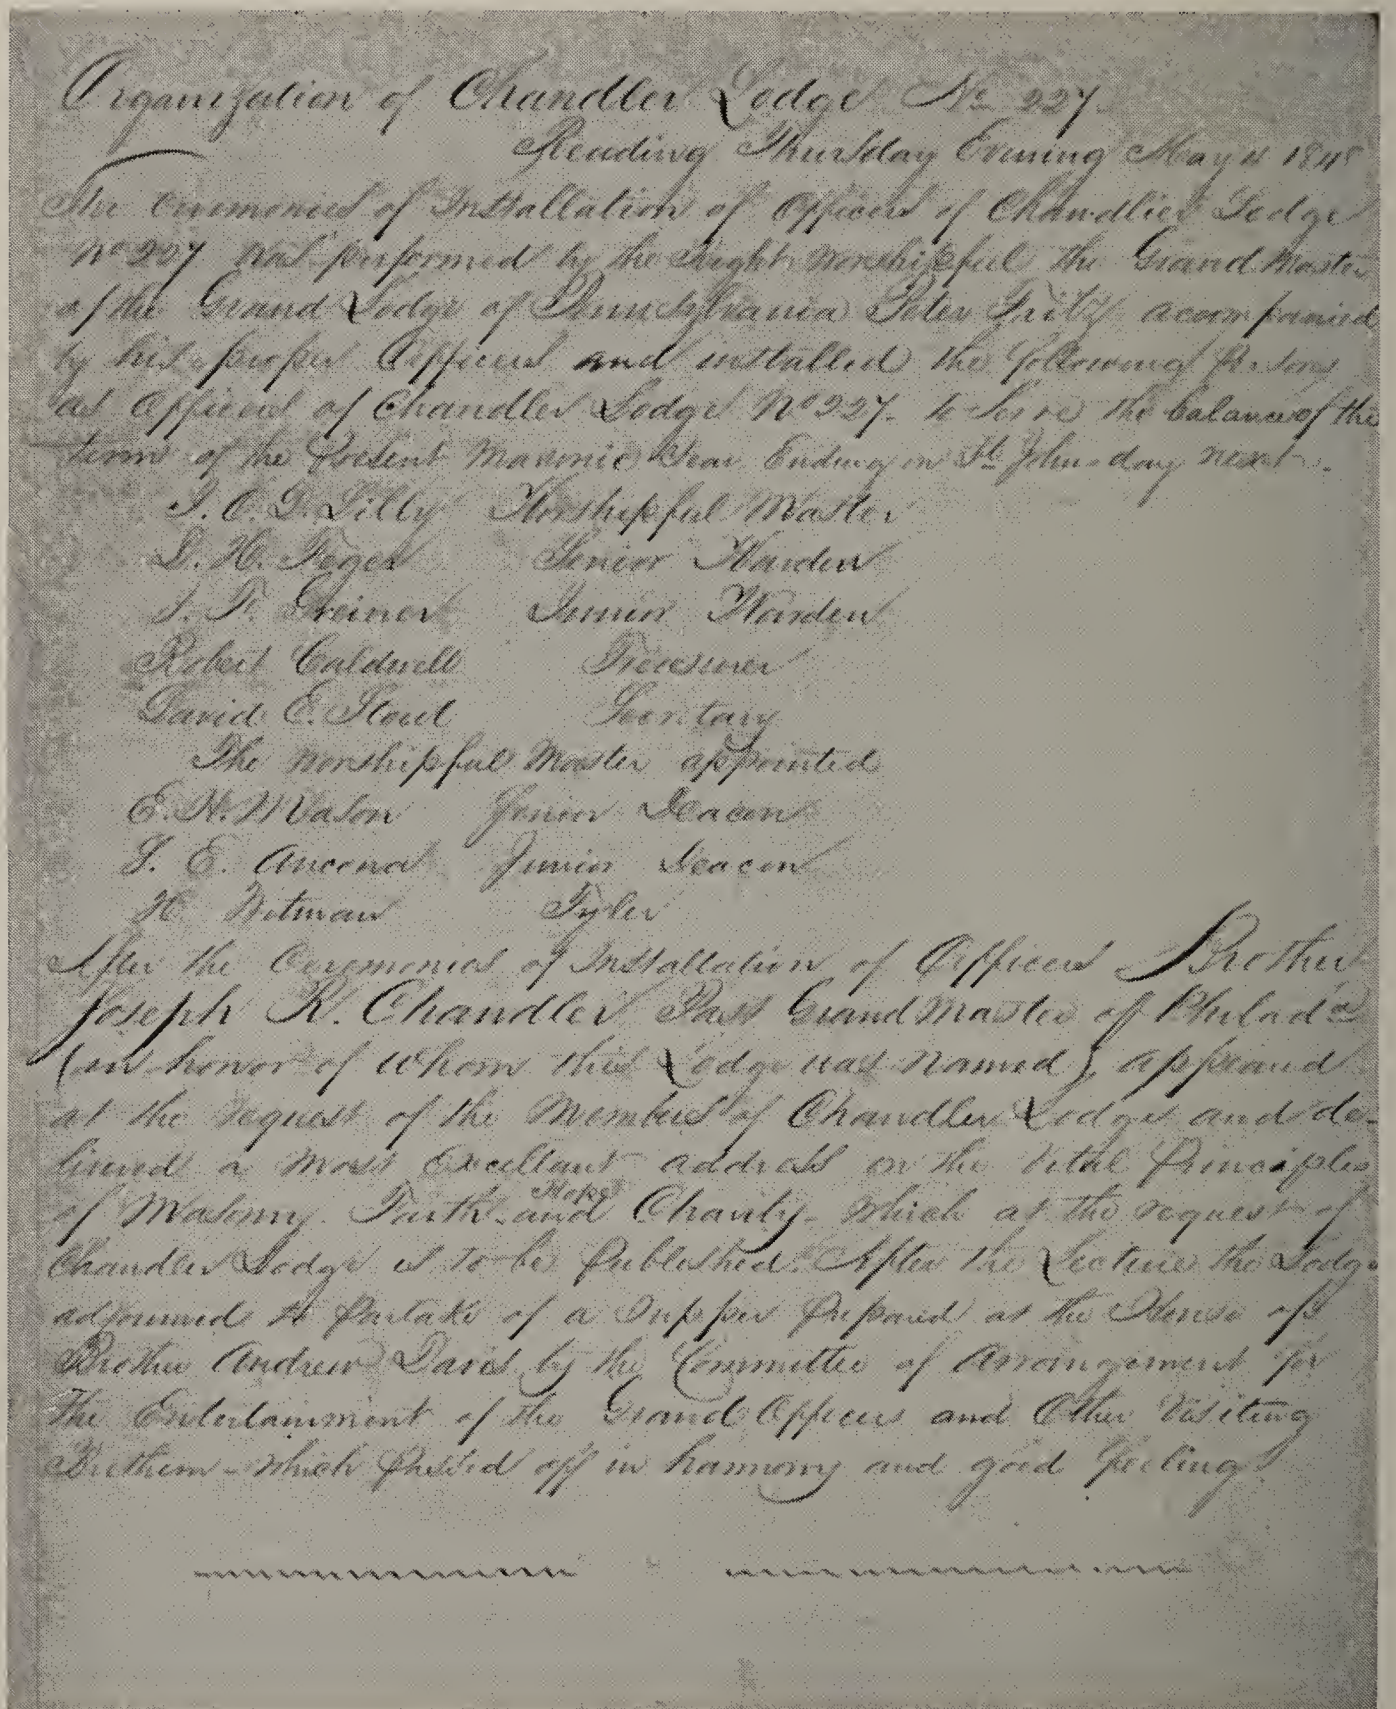 Organization of Chandler Lodge No 227.
Reading Thursday Evening May 4 1848
The Ceremonies of Installation of Officers of Chandler Lodge
No 227 was performed by the Right Worshipful the Grand Master
of the Grand Lodge of Pennsylvania Peter Fritz acoompanied
by his proper Officers and installed the following Persons
as Officers of Chandler Lodge No 227. to Serve the balance of the
term of the Present Masonic Year Ending on St Johns day next.
Lilly Worshipful Master
Feger Senior Warden
F. Greiner Junior Warden
Robert Caldwell Treasurer
David E. Stout Secretary
The Worshipful Master appointed
E. H. Mason Senior Deacon
S. E. Ancona Junior Deacon
H. Witman Tyler
After the Ceremonies of Installation of Officers Brother
Joseph R. Chandler Past Grand Master of Philada
(in honor of Whom this Lodge was Named) appeared
at the request of the Members of Chandler Lodge and de-
livered a Most Excellant address on the Vital Principles
of Masonry. Faith Hope and Charity. Which at the request of
Chandler Lodge is to be Published. After the Lecture the Lodge
adjourned to Partake of a Supper Prepared at the House of
Brother Andrew Davis by the Committee of Arrangement for
The Entertainment of the Grand Officers and Other Visiting
Brethern - which Passed off in harmony and good feeling.